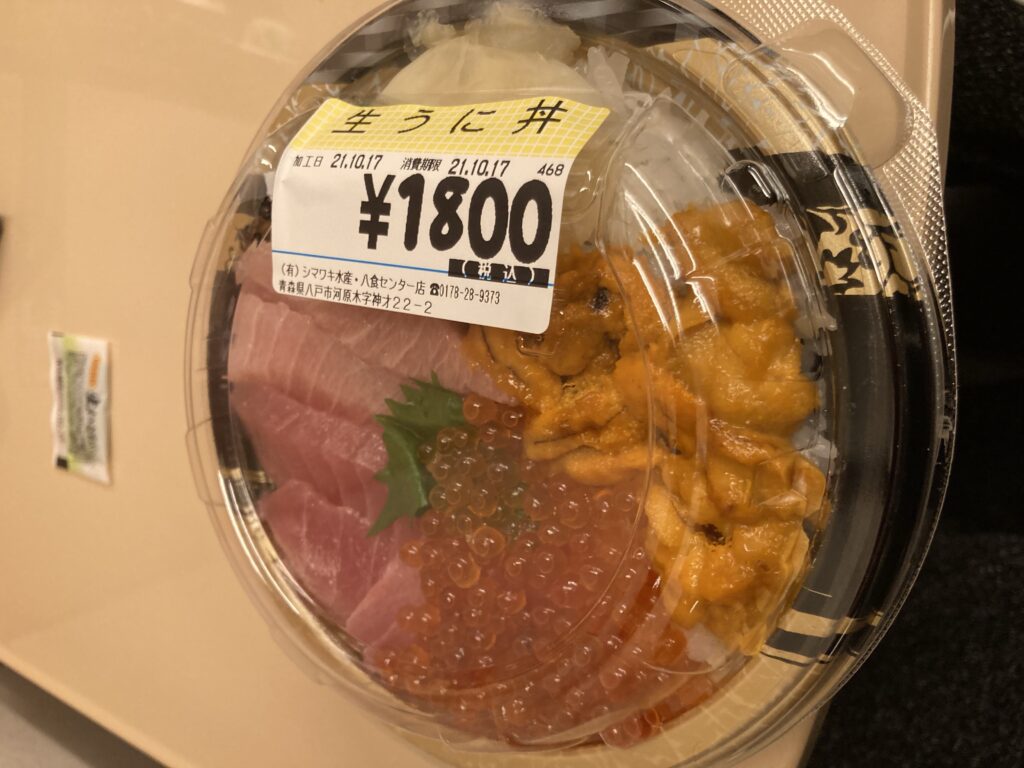 生うに丼
加工日 21.10.17 消費期限 21.10.17 468
¥1800
(税込)
(有)シマワキ水産・八食センター店 ☎0178-28-9373
青森県八戸市河原木字神才22-2